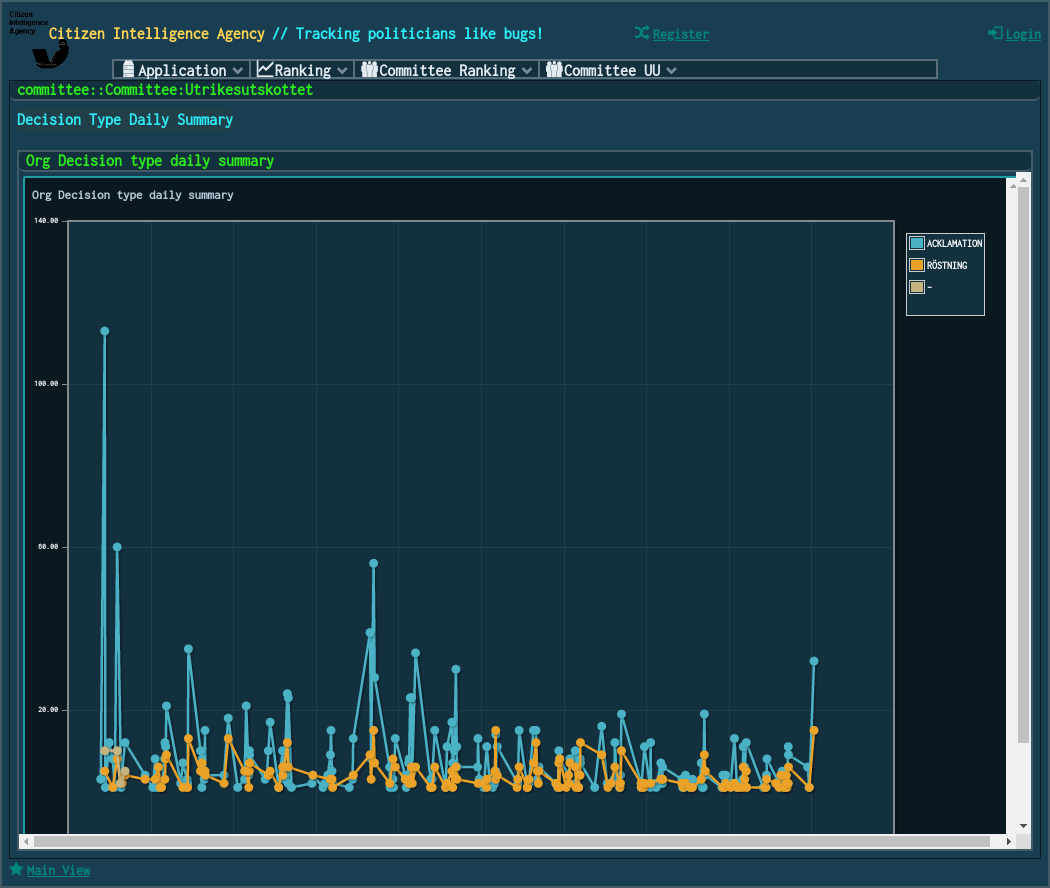 Citizen
Intelligence
Agency
Citizen Intelligence Agency // Tracking politicians like bugs!
Register
Login
Application
Ranking
Committee Ranking
Committee UU
committee::Committee:Utrikesutskottet
Decision Type Daily Summary
Org Decision type daily summary
Org Decision type daily summary
140.00
100.00
60.00
20.00
ACKLAMATION
RÖSTNING
-
Main View